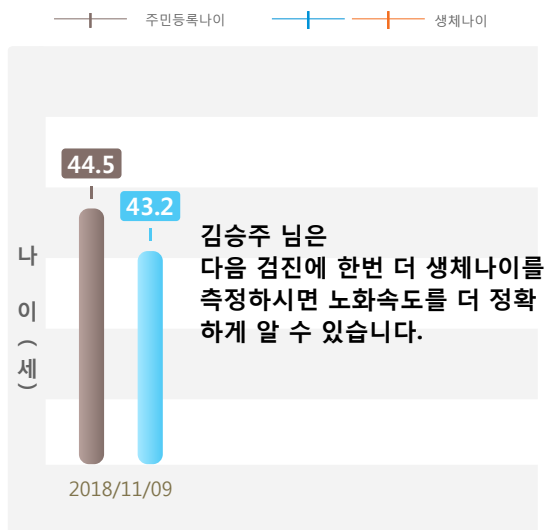 주민등록나이 생체나이
44.5
43.2
김승주 님은
다음 검진에 한번 더 생체나이를
측정하시면 노화속도를 더 정확
하게 알 수 있습니다.
나 이 (세)
2018/11/09